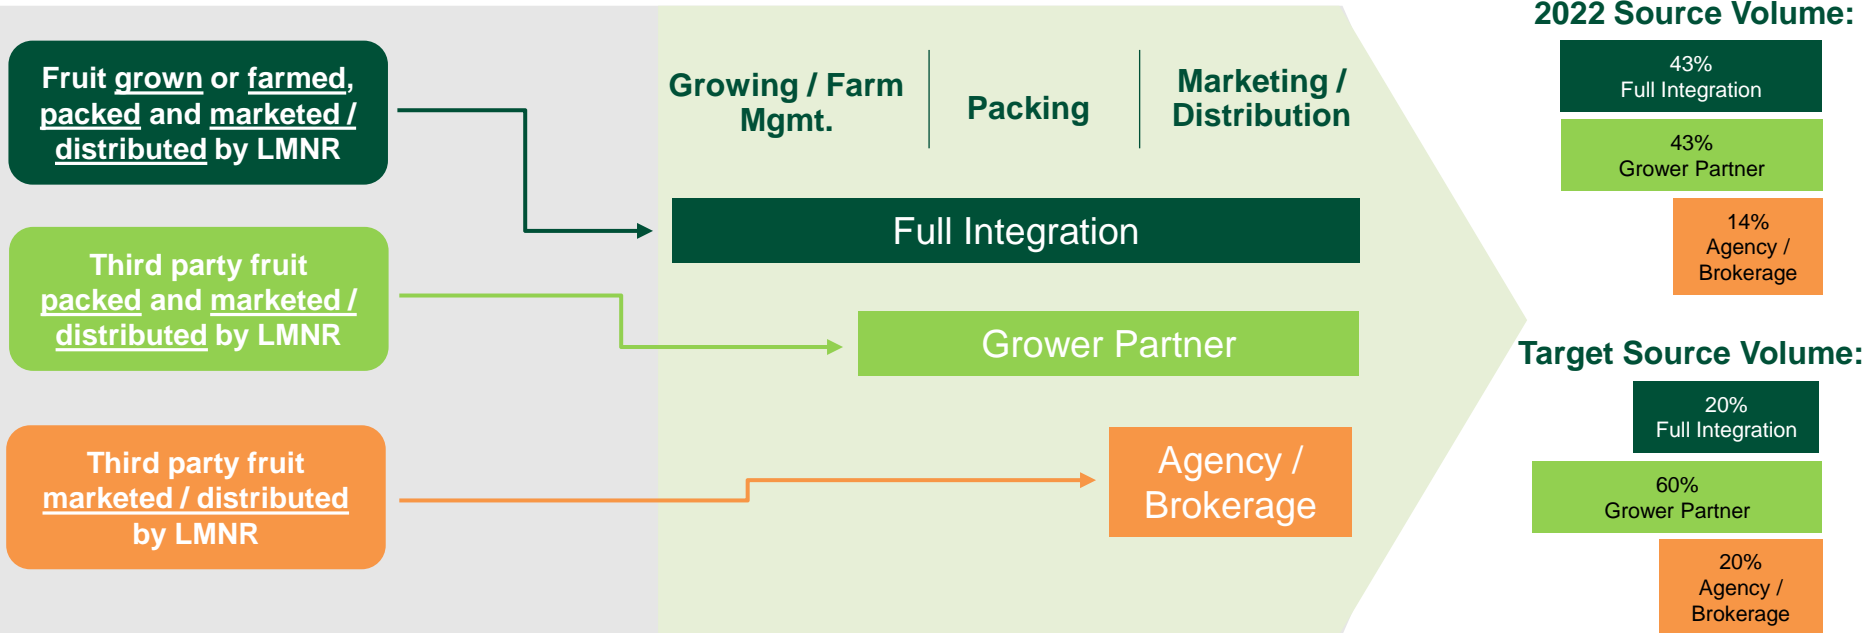 Fruit grown or farmed,
packed and marketed /
distributed by LMNR
Third party fruit
packed and marketed /
distributed by LMNR
Third party fruit
marketed / distributed
by LMNR
Growing / Farm
Mgmt.
Packing
Marketing /
Distribution
Full Integration
Grower Partner
Agency /
Brokerage
2022 Source Volume:
43%
Full Integration
43%
Grower Partner
14%
Agency /
Brokerage
Target Source Volume:
20%
Full Integration
60%
Grower Partner
20%
Agency /
Brokerage